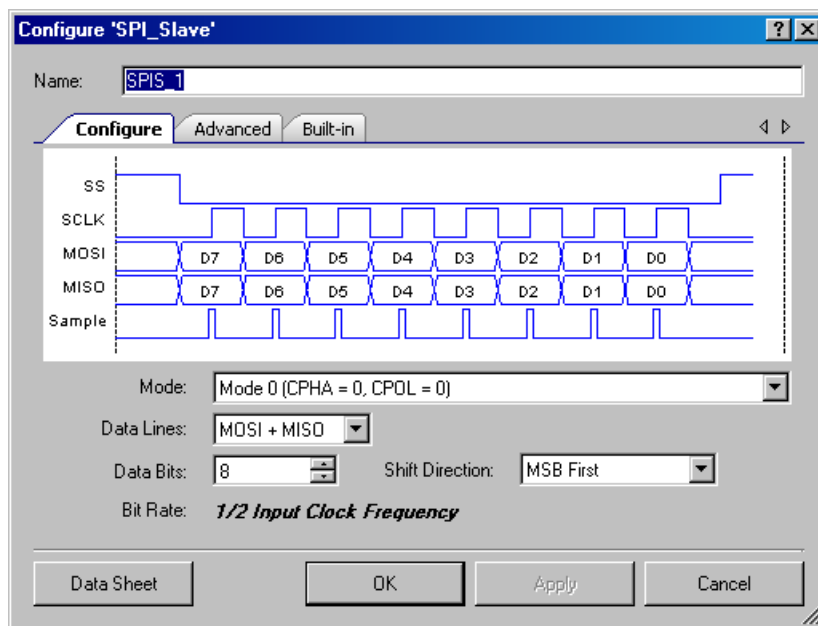 Configure 'SPI_Slave'
Name: SPIS_1
Configure Advanced Built-in
SS
SCLK
MOSI D7 D6 D5 D4 D3 D2 D1 D0
MISO D7 D6 D5 D4 D3 D2 D1 D0
Sample
Mode: Mode 0 (CPHA = 0, CPOL = 0)
Data Lines: MOSI + MISO
Data Bits: 8 Shift Direction: MSB First
Bit Rate: 1/2 Input Clock Frequency
Data Sheet OK Apply Cancel